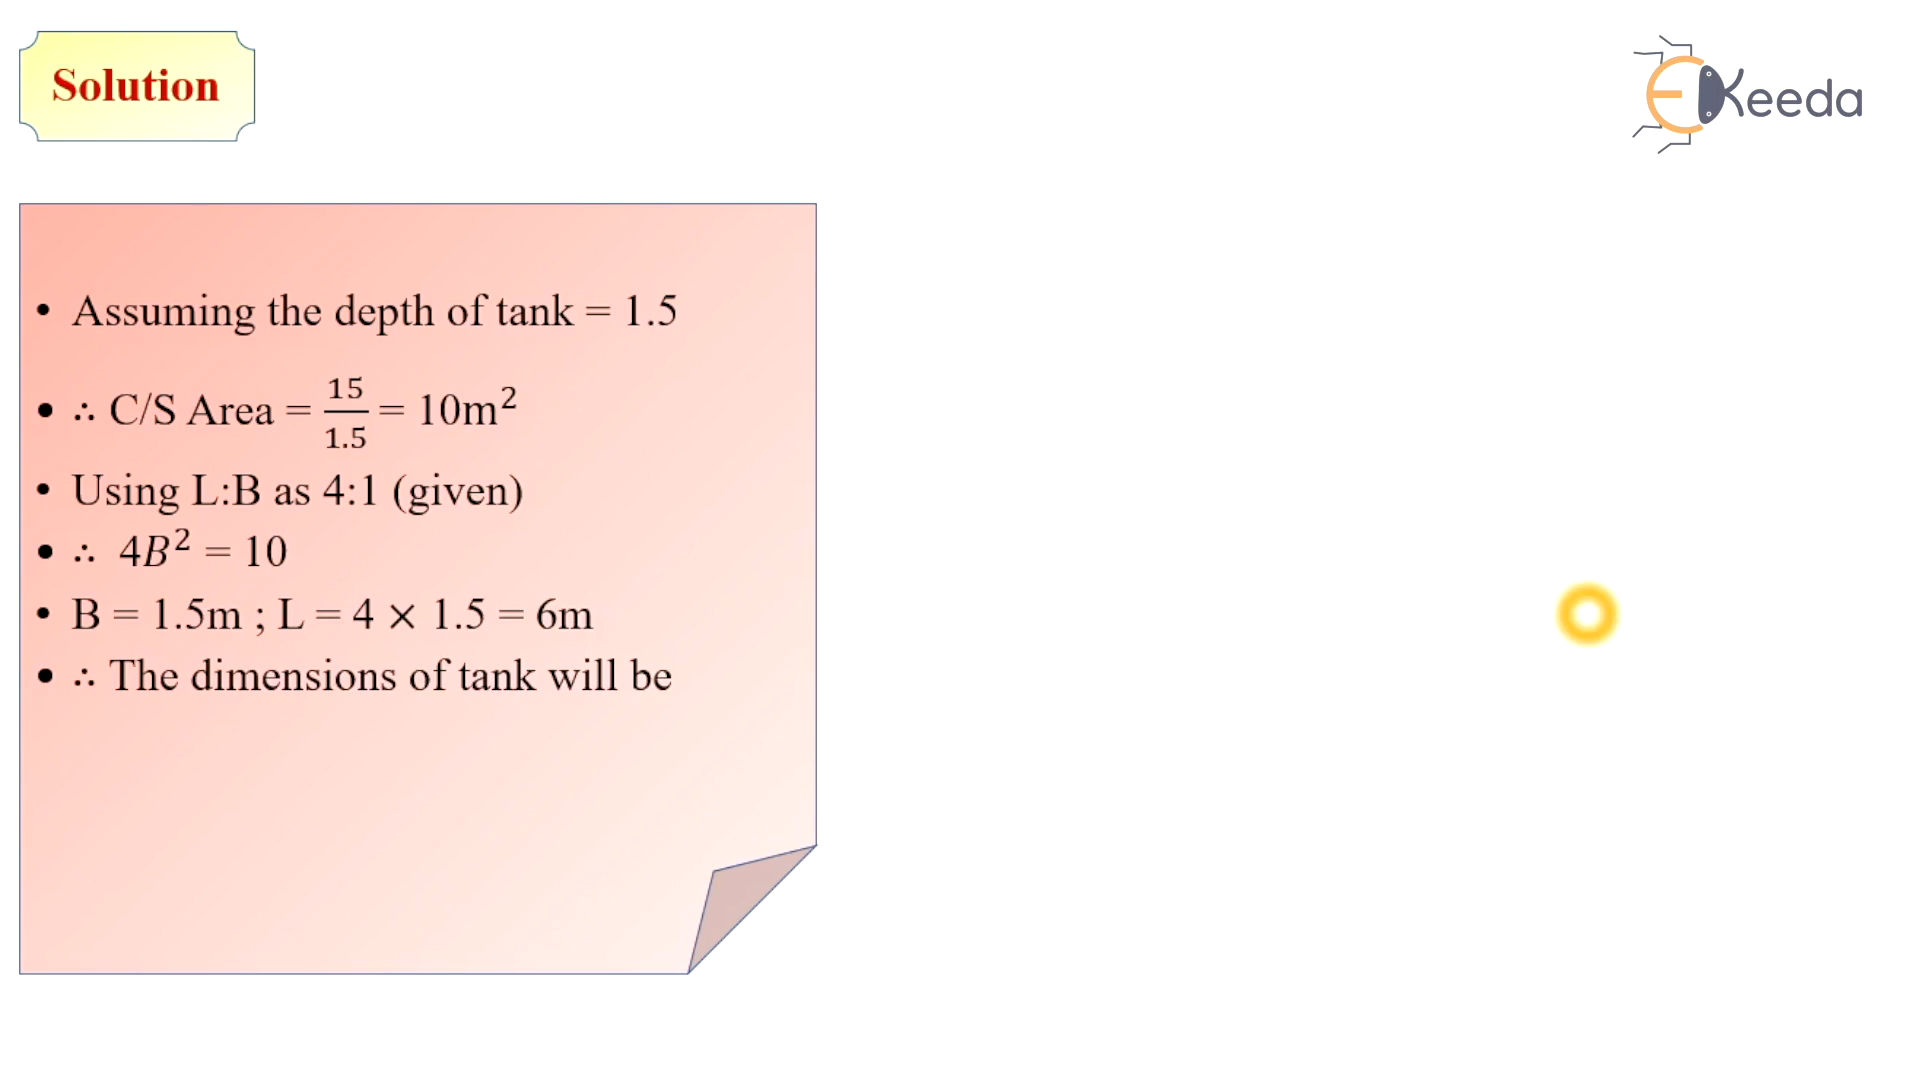 Solution
EKeeda
• Assuming the depth of tank = 1.5
• ∴ C/S Area = 15/1.5 = 10m²
• Using L:B as 4:1 (given)
• ∴ 4B² = 10
• B = 1.5m ; L = 4 × 1.5 = 6m
• ∴ The dimensions of tank will be